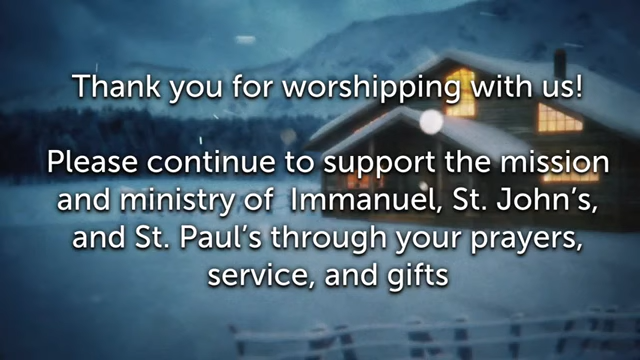 Thank you for worshipping with us!
Please continue to support the mission
and ministry of  Immanuel, St. John's,
and St. Paul's through your prayers,
service, and gifts